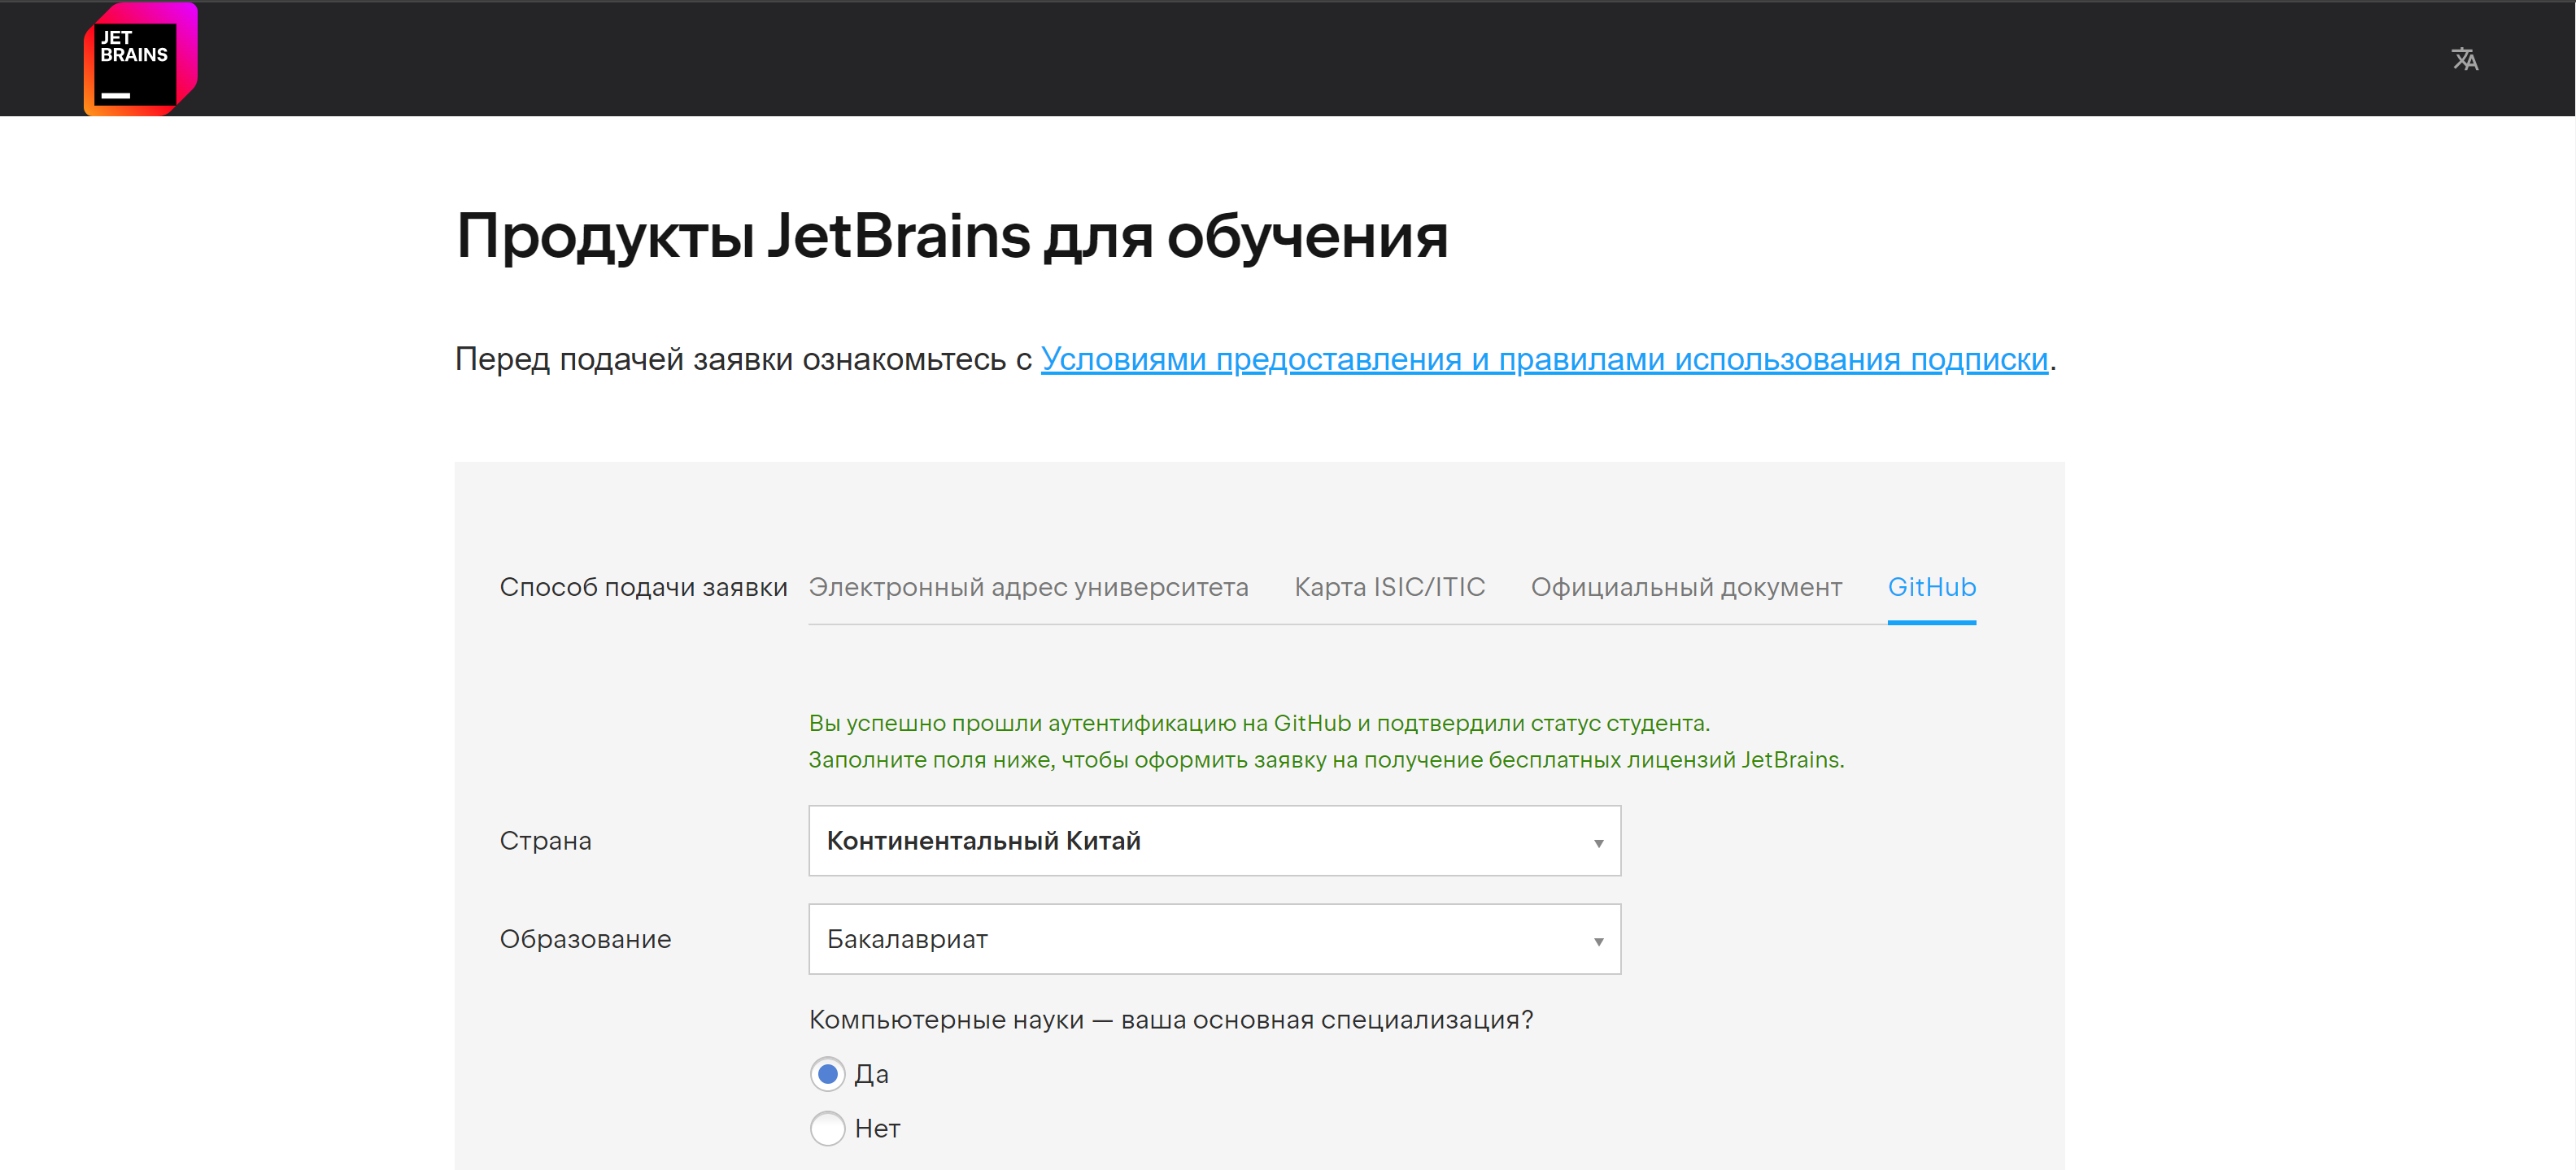 JET
BRAINS
Продукты JetBrains для обучения
Перед подачей заявки ознакомьтесь с Условиями предоставления и правилами использования подписки.
Способ подачи заявки Электронный адрес университета Карта ISIC/ITIC Официальный документ GitHub
Вы успешно прошли аутентификацию на GitHub и подтвердили статус студента.
Заполните поля ниже, чтобы оформить заявку на получение бесплатных лицензий JetBrains.
Страна Континентальный Китай
Образование Бакалавриат
Компьютерные науки — ваша основная специализация?
Да
Нет